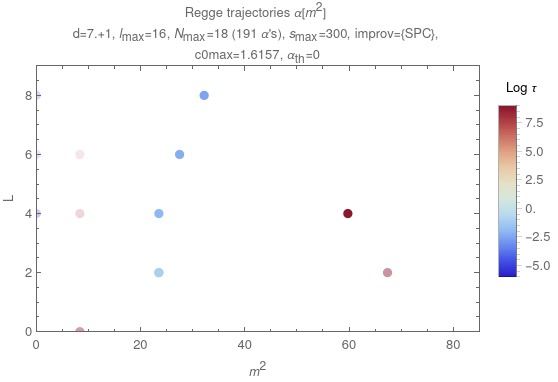 Regge trajectories α[m²]
d=7.+1, lmax=16, Nmax=18 (191 α's), smax=300, improv={SPC},
c0max=1.6157, αth=0
Log τ
8
6
4
2
0
L
7.5
5.0
2.5
0.
−2.5
−5.0
0 20 40 60 80
m²